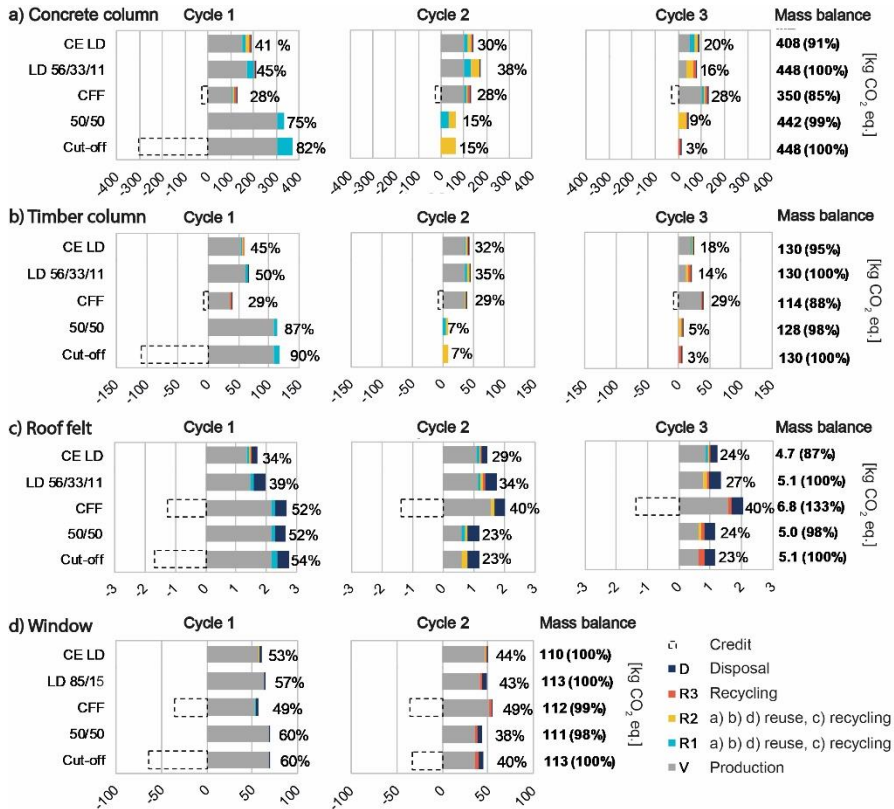 a) Concrete column Cycle 1 Cycle 2 Cycle 3 Mass balance
CE LD 41 % 30% 20% 408 (91%)
LD 56/33/11 45% 38% 16% 448 (100%)
CFF 28% 28% 28% 350 (85%)
50/50 75% 15% 9% 442 (99%)
Cut-off 82% 15% 3% 448 (100%)
[kg CO₂ eq.]
-400 -300 -200 -100 0 100 200 300 400 -400 -300 -200 -100 0 100 200 300 400 -400 -300 -200 -100 0 100 200 300 400
b) Timber column Cycle 1 Cycle 2 Cycle 3 Mass balance
CE LD 45% 32% 18% 130 (95%)
LD 56/33/11 50% 35% 14% 130 (100%)
CFF 29% 29% 29% 114 (88%)
50/50 87% 7% 5% 128 (98%)
Cut-off 90% 7% 3% 130 (100%)
[kg CO₂ eq.]
150 100 50 0 50 100 150 150 100 50 0 50 100 150 150 100 50 0 50 100 150
c) Roof felt Cycle 1 Cycle 2 Cycle 3 Mass balance
CE LD 34% 29% 24% 4.7 (87%)
LD 56/33/11 39% 34% 27% 5.1 (100%)
CFF 52% 40% 40% 6.8 (133%)
50/50 52% 23% 24% 5.0 (98%)
Cut-off 54% 23% 23% 5.1 (100%)
[kg CO₂ eq.]
-3 -2 -1 0 1 2 3 -3 -2 -1 0 1 2 3 -3 -2 -1 0 1 2 3
d) Window Cycle 1 Cycle 2 Mass balance
CE LD 53% 44% 110 (100%)
LD 85/15 57% 43% 113 (100%)
CFF 49% 49% 112 (99%)
50/50 60% 38% 111 (98%)
Cut-off 60% 40% 113 (100%)
[kg CO₂ eq.]
-100 -50 0 50 100 -100 -50 0 50 100
Credit
D Disposal
R3 Recycling
R2 a) b) d) reuse, c) recycling
R1 a) b) d) reuse, c) recycling
V Production